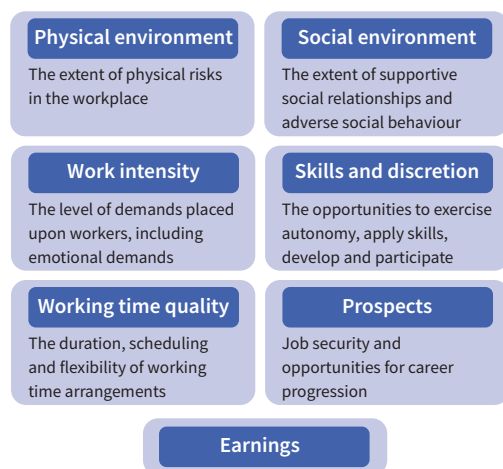 Physical environment
The extent of physical risks
in the workplace
Social environment
The extent of supportive
social relationships and
adverse social behaviour
Work intensity
The level of demands placed
upon workers, including
emotional demands
Skills and discretion
The opportunities to exercise
autonomy, apply skills,
develop and participate
Working time quality
The duration, scheduling
and flexibility of working
time arrangements
Prospects
Job security and
opportunities for career
progression
Earnings